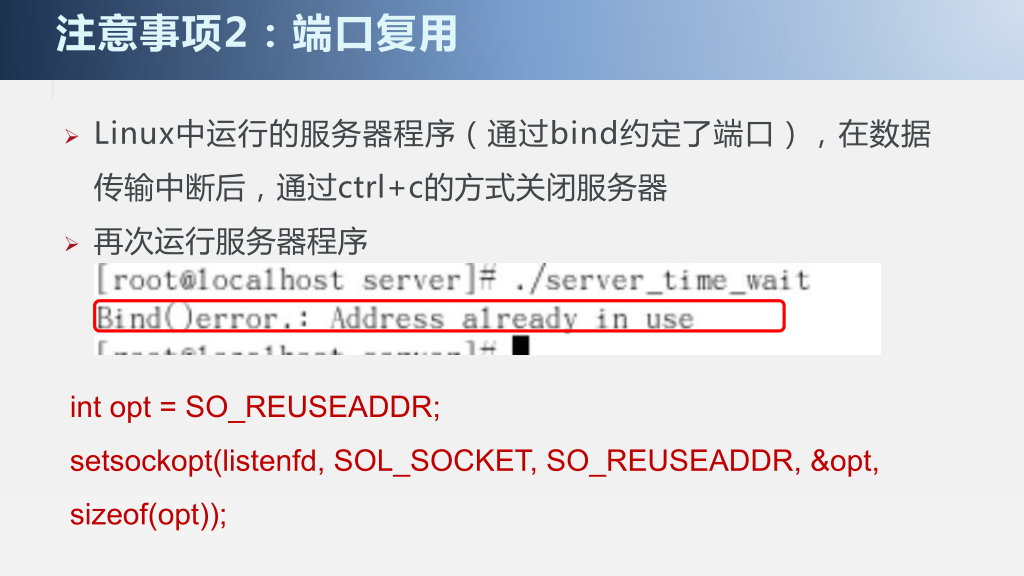 注意事项2：端口复用
Linux中运行的服务器程序（通过bind约定了端口），在数据
传输中断后，通过ctrl+c的方式关闭服务器
再次运行服务器程序
[root@localhost server]# ./server_time_wait
Bind()error.: Address already in use
[root@localhost server]#
int opt = SO_REUSEADDR;
setsockopt(listenfd, SOL_SOCKET, SO_REUSEADDR, &opt,
sizeof(opt));